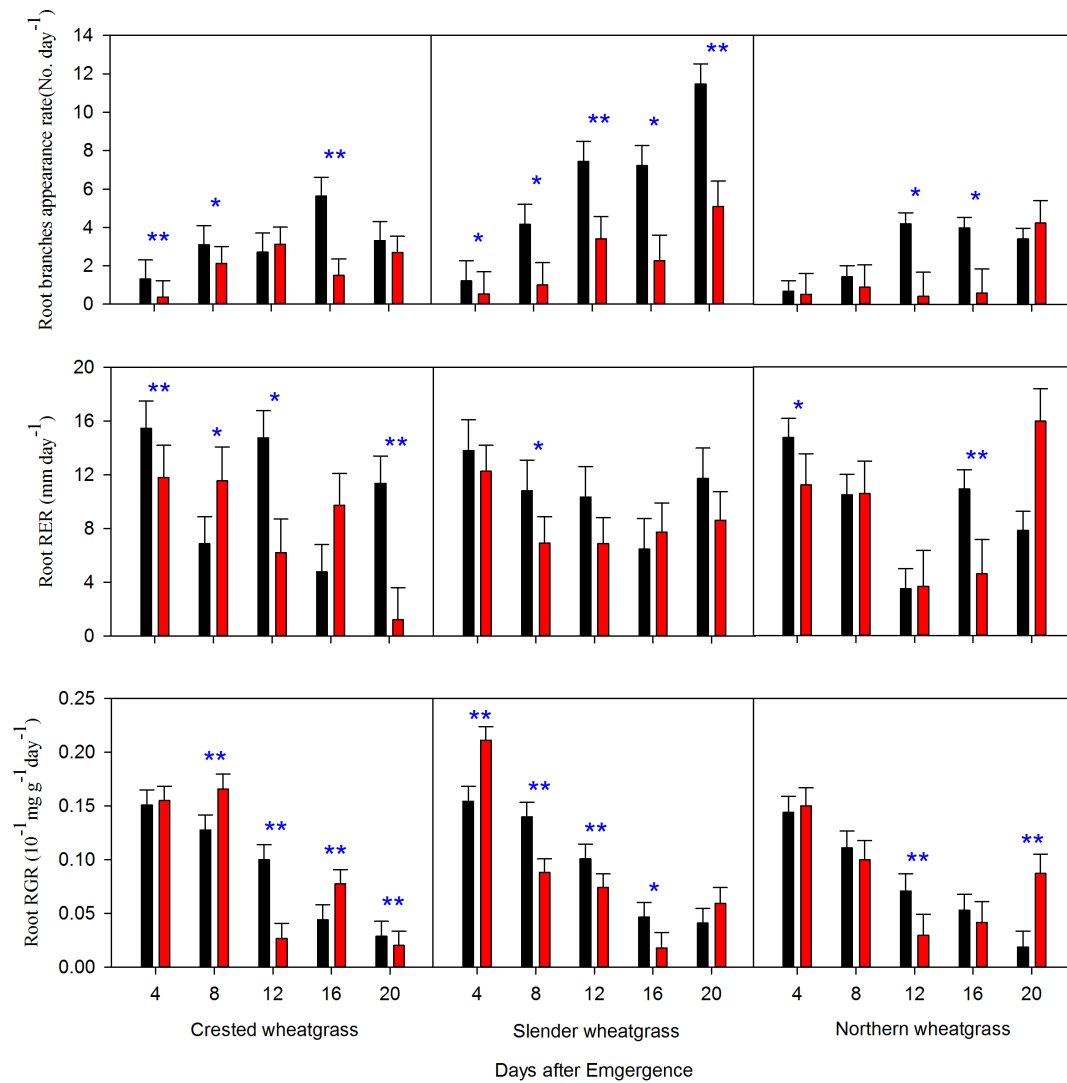 Root branches appearance rate(No. day⁻¹)
14
12
10
8
6
4
2
0
** * ** * * ** * ** * *
Root RER (mm day⁻¹)
20
16
12
8
4
0
** * * ** * * **
Root RGR (10⁻¹ mg g⁻¹day⁻¹)
0.25
0.20
0.15
0.10
0.05
0.00
** ** ** ** ** ** ** * ** **
4 8 12 16 20 4 8 12 16 20 4 8 12 16 20
Crested wheatgrass Slender wheatgrass Northern wheatgrass
Days after Emgergence